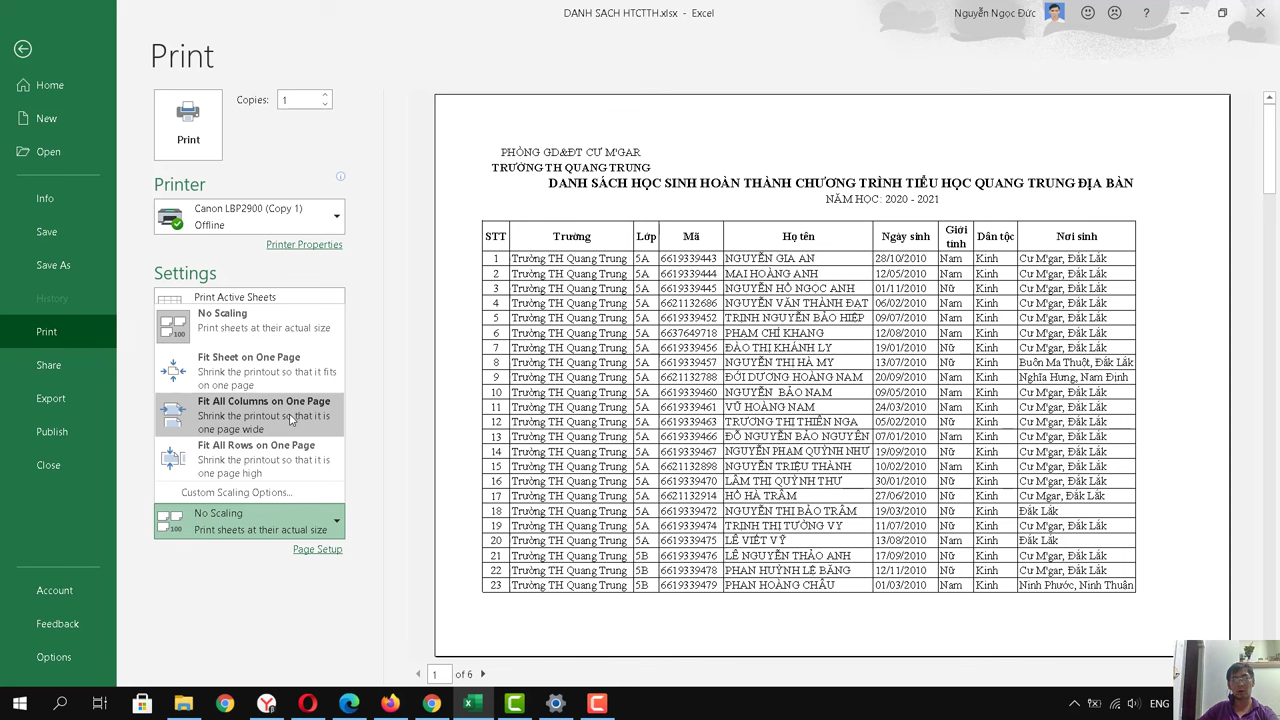 DANSACH HTCTTH.xlsx - Excel
Nguyễn Ngọc Đức
?
Home
New
Open
Info
Save
Save As
History
Print
Share
Export
Publish
Close
Account
Feedback
Options
Print
Print
Copies: 1
Printer
Canon LBP2900 (Copy 1)
Offline
Printer Properties
Settings
Print Active Sheets
No Scaling
Print sheets at their actual size
Fit Sheet on One Page
Shrink the printout so that it fits
on one page
Fit All Columns on One Page
Shrink the printout so that it is
one page wide
Fit All Rows on One Page
Shrink the printout so that it is
one page high
Custom Scaling Options...
No Scaling
Print sheets at their actual size
Page Setup
PHÒNG GD&ĐT CƯ M'GAR
TRƯỜNG TH QUANG TRUNG
DANH SÁCH HỌC SINH HOÀN THÀNH CHƯƠNG TRÌNH TIỂU HỌC QUANG TRUNG ĐỊA BÀN
NĂM HỌC: 2020 - 2021
STT Trường Lớp Mã Họ tên Ngày sinh Giới tính Dân tộc Nơi sinh
1 Trường TH Quang Trung 5A 6619339443 NGUYỄN GIA AN 28/10/2010 Nam Kinh Cư M'gar, Đắk Lắk
2 Trường TH Quang Trung 5A 6619339444 MAI HOÀNG ANH 12/05/2010 Nam Kinh Cư M'gar, Đắk Lắk
3 Trường TH Quang Trung 5A 6619339445 NGUYỄN HỒ NGỌC ANH 01/11/2010 Nữ Kinh Cư M'gar, Đắk Lắk
4 Trường TH Quang Trung 5A 6621132686 NGUYỄN VĂN THÀNH ĐẠT 06/02/2010 Nam Kinh Cư M'gar, Đắk Lắk
5 Trường TH Quang Trung 5A 6619339452 TRỊNH NGUYỄN BẢO HIỆP 09/07/2010 Nam Kinh Cư M'gar, Đắk Lắk
6 Trường TH Quang Trung 5A 6637649718 PHẠM CHÍ KHANG 12/08/2010 Nam Kinh Cư M'gar, Đắk Lắk
7 Trường TH Quang Trung 5A 6619339456 ĐÀO THỊ KHÁNH LY 19/01/2010 Nữ Kinh Cư M'gar, Đắk Lắk
8 Trường TH Quang Trung 5A 6619339457 NGUYỄN THỊ HÀ MY 13/07/2010 Nữ Kinh Buôn Ma Thuột, Đắk Lắk
9 Trường TH Quang Trung 5A 6621132788 ĐỚI DƯƠNG HOÀNG NAM 20/09/2010 Nam Kinh Nghĩa Hưng, Nam Định
10 Trường TH Quang Trung 5A 6619339460 NGUYỄN BẢO NAM 09/05/2010 Nam Kinh Cư M'gar, Đắk Lắk
11 Trường TH Quang Trung 5A 6619339461 VŨ HOÀNG NAM 24/03/2010 Nam Kinh Cư M'gar, Đắk Lắk
12 Trường TH Quang Trung 5A 6619339463 TRƯƠNG THỊ THIÊN NGA 05/02/2010 Nữ Kinh Cư M'gar, Đắk Lắk
13 Trường TH Quang Trung 5A 6619339466 ĐỖ NGUYỄN BẢO NGUYÊN 07/01/2010 Nam Kinh Cư M'gar, Đắk Lắk
14 Trường TH Quang Trung 5A 6619339467 NGUYỄN PHẠM QUỲNH NHƯ 19/09/2010 Nữ Kinh Cư M'gar, Đắk Lắk
15 Trường TH Quang Trung 5A 6621132898 NGUYỄN TRIỆU THÀNH 10/02/2010 Nam Kinh Cư M'gar, Đắk Lắk
16 Trường TH Quang Trung 5A 6619339470 LÂM THỊ QUỲNH THƯ 30/01/2010 Nữ Kinh Cư M'gar, Đắk Lắk
17 Trường TH Quang Trung 5A 6621132914 HỒ HÀ TRÂM 27/06/2010 Nữ Kinh Cư Mgar, Đắk Lắk
18 Trường TH Quang Trung 5A 6619339472 NGUYỄN THỊ BẢO TRÂM 19/03/2010 Nữ Kinh Đắk Lắk
19 Trường TH Quang Trung 5A 6619339474 TRỊNH THỊ TƯỜNG VY 11/07/2010 Nữ Kinh Cư M'gar, Đắk Lắk
20 Trường TH Quang Trung 5A 6619339475 LÊ VIẾT VỸ 13/08/2010 Nam Kinh Đắk Lắk
21 Trường TH Quang Trung 5B 6619339476 LÊ NGUYỄN THẢO ANH 17/09/2010 Nữ Kinh Cư M'gar, Đắk Lắk
22 Trường TH Quang Trung 5B 6619339478 PHAN HUỲNH LỆ BĂNG 12/11/2010 Nữ Kinh Cư M'gar, Đắk Lắk
23 Trường TH Quang Trung 5B 6619339479 PHAN HOÀNG CHÂU 01/03/2010 Nam Kinh Ninh Phước, Ninh Thuận
1 of 6
ENG